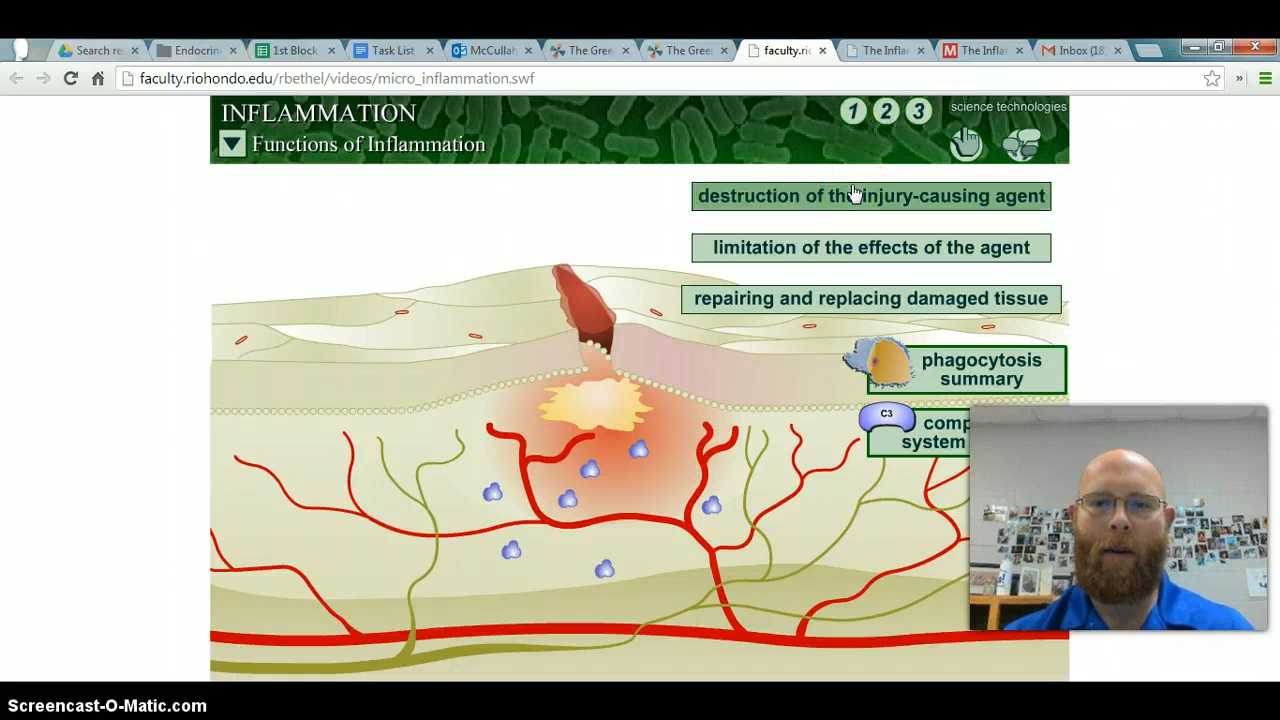 Search re
Endocrin
1st Block
Task List
McCullah
The Gree
The Gree
faculty.ri
The Inflar
The Inflar
Inbox (18
faculty.riohondo.edu/rbethel/videos/micro_inflammation.swf
INFLAMMATION
1 2 3
science technologies
Functions of Inflammation
destruction of the injury-causing agent
limitation of the effects of the agent
repairing and replacing damaged tissue
phagocytosis
summary
C3
comp
system
Screencast-O-Matic.com